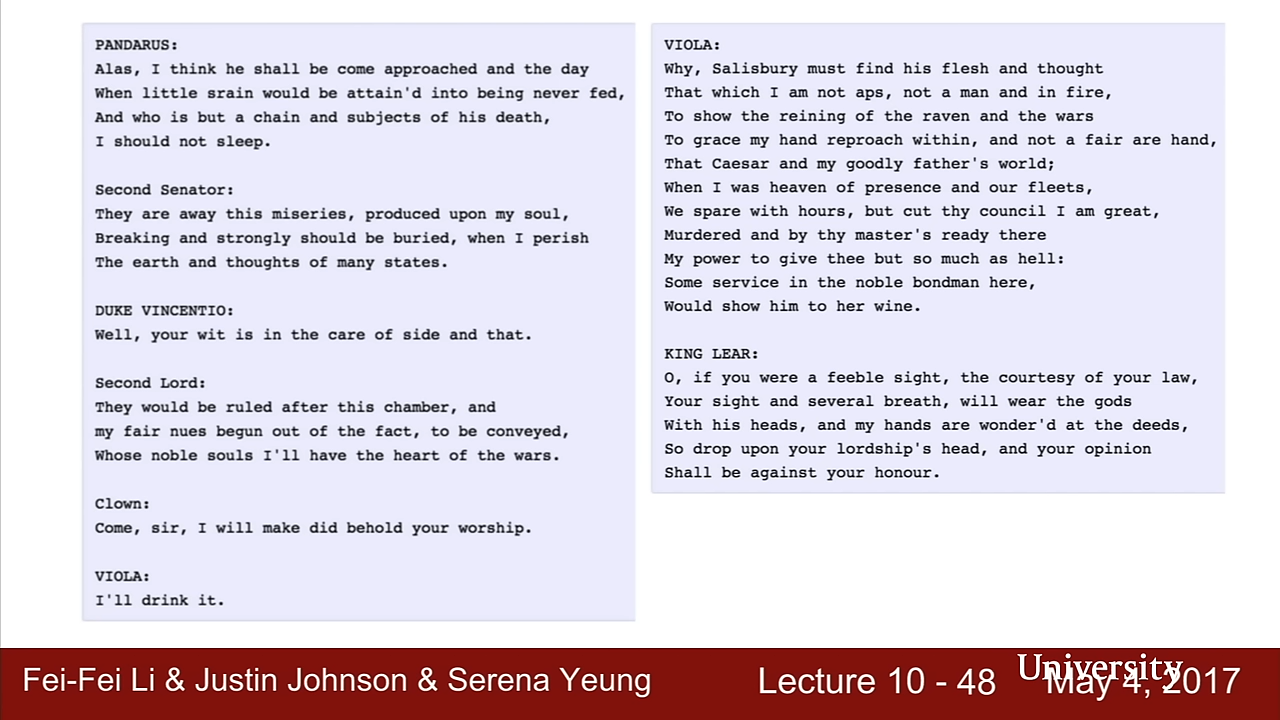 PANDARUS:
Alas, I think he shall be come approached and the day
When little srain would be attain'd into being never fed,
And who is but a chain and subjects of his death,
I should not sleep.
Second Senator:
They are away this miseries, produced upon my soul,
Breaking and strongly should be buried, when I perish
The earth and thoughts of many states.
DUKE VINCENTIO:
Well, your wit is in the care of side and that.
Second Lord:
They would be ruled after this chamber, and
my fair nues begun out of the fact, to be conveyed,
Whose noble souls I'll have the heart of the wars.
Clown:
Come, sir, I will make did behold your worship.
VIOLA:
I'll drink it.
VIOLA:
Why, Salisbury must find his flesh and thought
That which I am not aps, not a man and in fire,
To show the reining of the raven and the wars
To grace my hand reproach within, and not a fair are hand,
That Caesar and my goodly father's world;
When I was heaven of presence and our fleets,
We spare with hours, but cut thy council I am great,
Murdered and by thy master's ready there
My power to give thee but so much as hell:
Some service in the noble bondman here,
Would show him to her wine.
KING LEAR:
O, if you were a feeble sight, the courtesy of your law,
Your sight and several breath, will wear the gods
With his heads, and my hands are wonder'd at the deeds,
So drop upon your lordship's head, and your opinion
Shall be against your honour.
Fei-Fei Li & Justin Johnson & Serena Yeung
Lecture 10 - 48
University
May 4, 2017